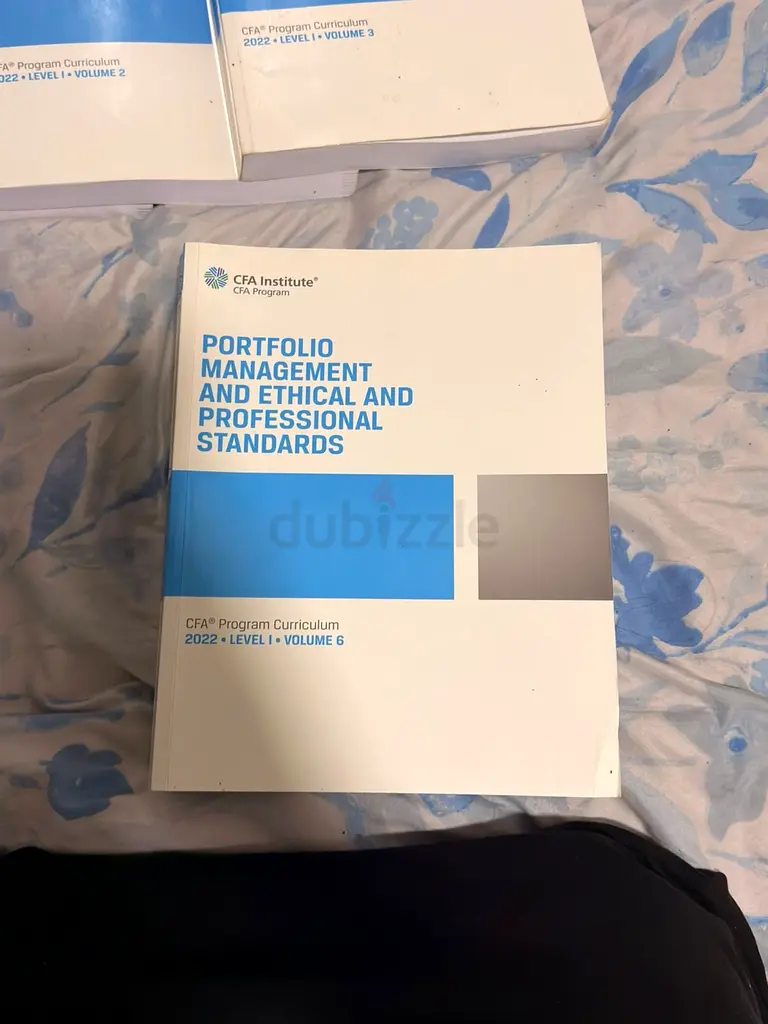 CFA® Program Curriculum
2022 • LEVEL I • VOLUME 3
CFA® Program Curriculum
2022 • LEVEL I • VOLUME 2
CFA Institute®
CFA Program
PORTFOLIO
MANAGEMENT
AND ETHICAL AND
PROFESSIONAL
STANDARDS
dubizzle
CFA® Program Curriculum
2022 • LEVEL I • VOLUME 6